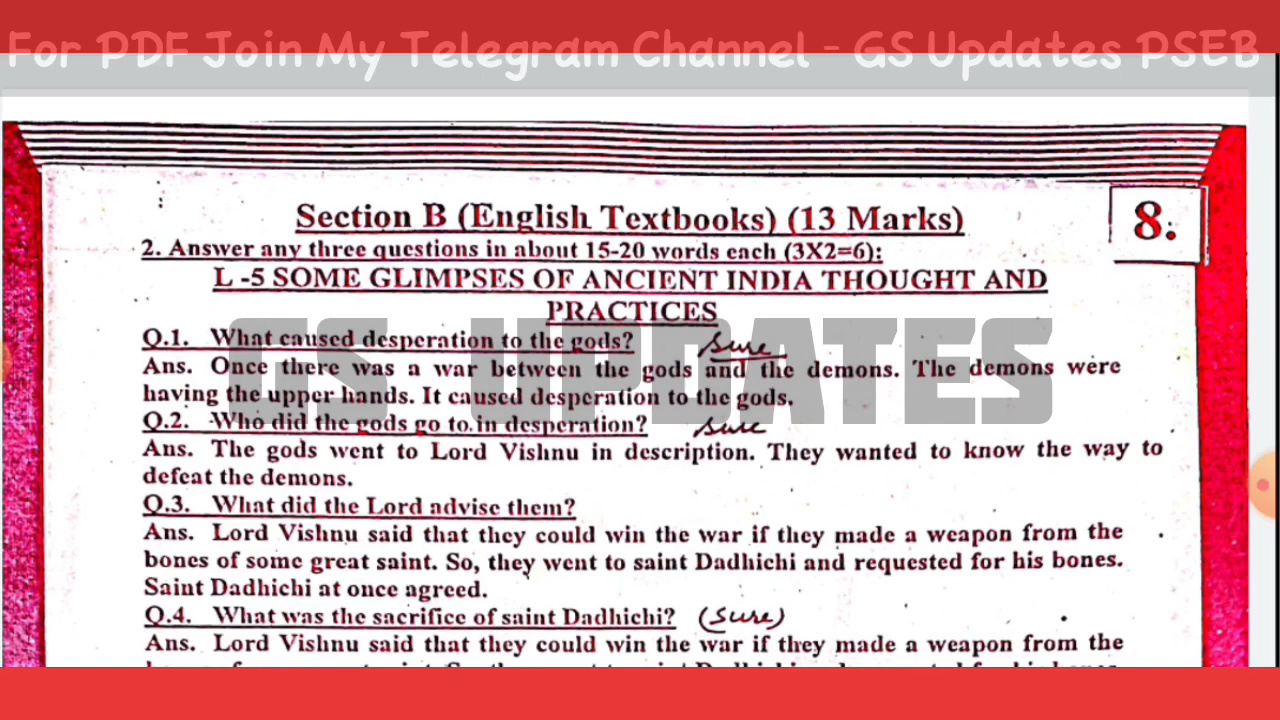 For PDF Join My Telegram Channel - GS Updates PSEB
8.
Section B (English Textbooks) (13 Marks)
2. Answer any three questions in about 15-20 words each (3X2=6):
L -5 SOME GLIMPSES OF ANCIENT INDIA THOUGHT AND
PRACTICES
GS UPDATES
Q.1. What caused desperation to the gods? Sure
Ans. Once there was a war between the gods and the demons. The demons were
having the upper hands. It caused desperation to the gods.
Q.2. Who did the gods go to in desperation? sure
Ans. The gods went to Lord Vishnu in description. They wanted to know the way to
defeat the demons.
Q.3. What did the Lord advise them?
Ans. Lord Vishnu said that they could win the war if they made a weapon from the
bones of some great saint. So, they went to saint Dadhichi and requested for his bones.
Saint Dadhichi at once agreed.
Q.4. What was the sacrifice of saint Dadhichi? (Sure)
Ans. Lord Vishnu said that they could win the war if they made a weapon from the